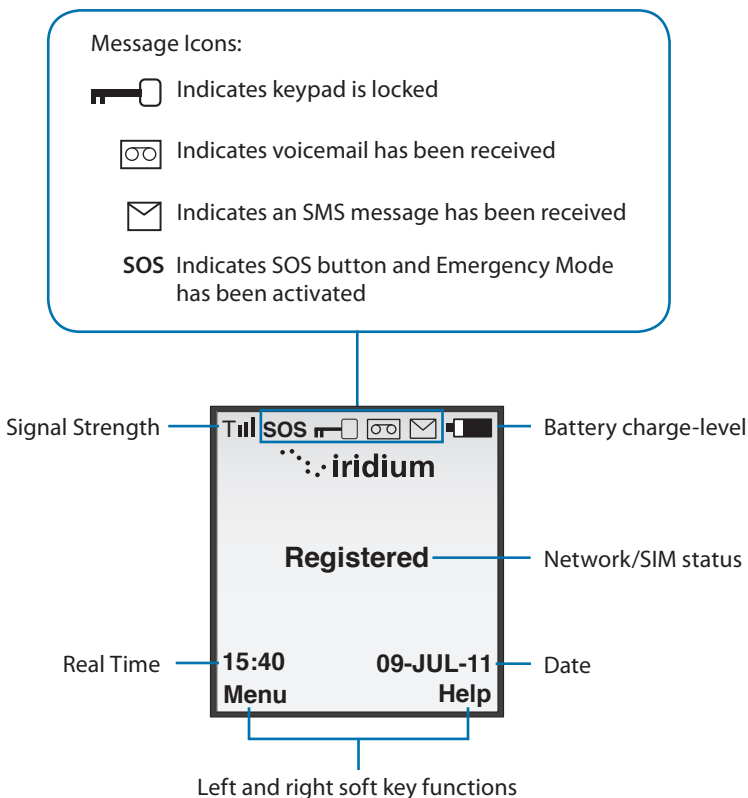 Message Icons:
Indicates keypad is locked
Indicates voicemail has been received
Indicates an SMS message has been received
SOS Indicates SOS button and Emergency Mode
has been activated
Signal Strength
SOS
Battery charge-level
iridium
Registered
Network/SIM status
Real Time
15:40
09-JUL-11
Date
Menu
Help
Left and right soft key functions